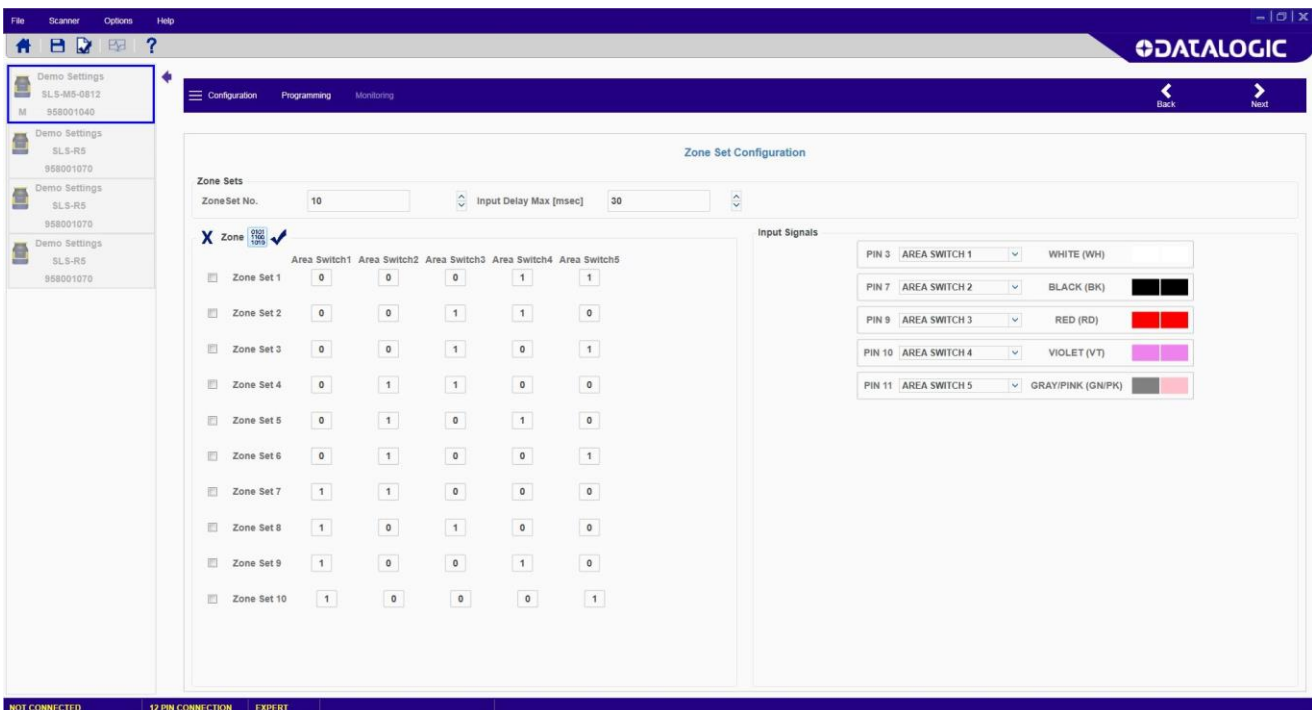 File Scanner Options Help
DATALOGIC
Demo Settings
SLS-M5-0812
M 958001040
Demo Settings
SLS-R5
958001070
Demo Settings
SLS-R5
958001070
Demo Settings
SLS-R5
958001070
Configuration Programming Monitoring Back Next
Zone Set Configuration
Zone Sets
ZoneSet No. 10 Input Delay Max [msec] 30
X Zone 0101 1100 1010
Area Switch1 Area Switch2 Area Switch3 Area Switch4 Area Switch5
Zone Set 1 0 0 0 1 1
Zone Set 2 0 0 1 1 0
Zone Set 3 0 0 1 0 1
Zone Set 4 0 1 1 0 0
Zone Set 5 0 1 0 1 0
Zone Set 6 0 1 0 0 1
Zone Set 7 1 1 0 0 0
Zone Set 8 1 0 1 0 0
Zone Set 9 1 0 0 1 0
Zone Set 10 1 0 0 0 1
Input Signals
PIN 3 AREA SWITCH 1 WHITE (WH)
PIN 7 AREA SWITCH 2 BLACK (BK)
PIN 9 AREA SWITCH 3 RED (RD)
PIN 10 AREA SWITCH 4 VIOLET (VT)
PIN 11 AREA SWITCH 5 GRAY/PINK (GN/PK)
NOT CONNECTED 12 PIN CONNECTION EXPERT